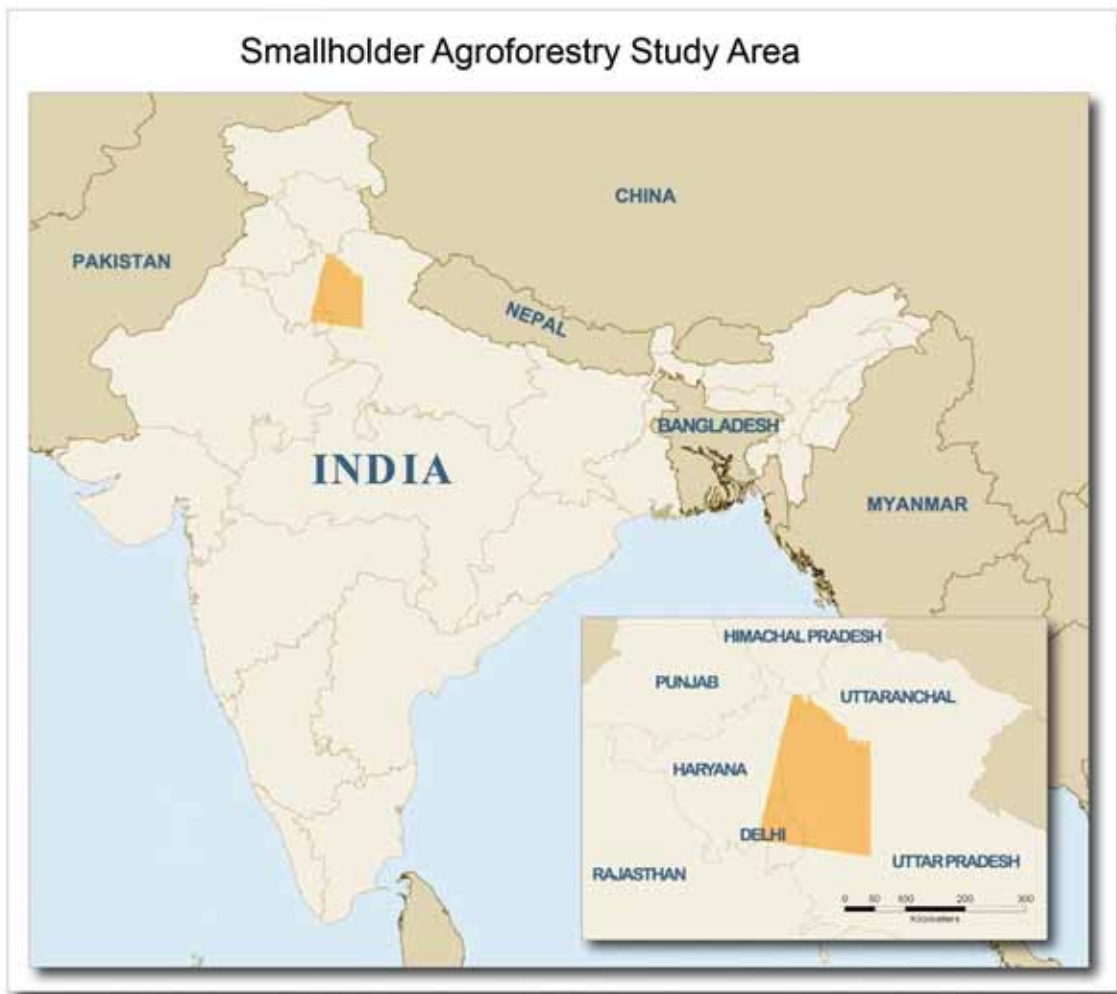 Smallholder Agroforestry Study Area
CHINA
PAKISTAN
NEPAL
BANGLADESH
INDIA
MYANMAR
HIMACHAL PRADESH
PUNJAB
UTTARANCHAL
HARYANA
DELHI
UTTAR PRADESH
RAJASTHAN
0 50 100 200 300
Kilometers